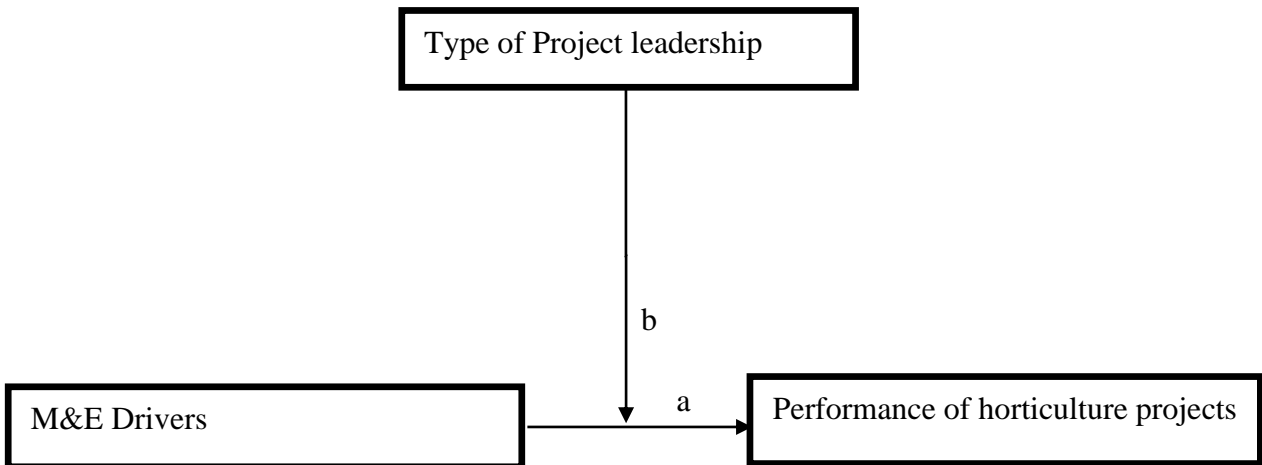 Type of Project leadership
b
a
M&E Drivers
Performance of horticulture projects